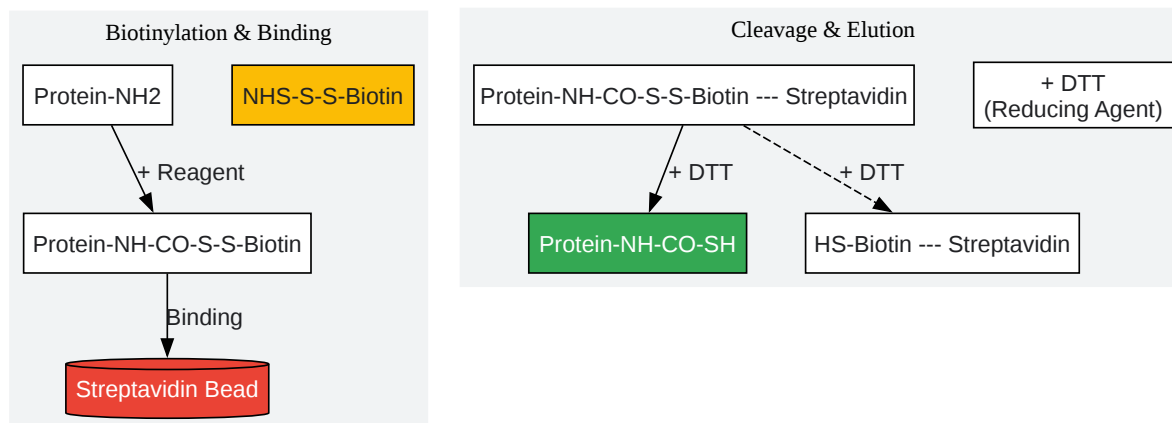 Biotinylation & Binding
Protein-NH2
NHS-S-S-Biotin
+ Reagent
Protein-NH-CO-S-S-Biotin
Binding
Streptavidin Bead
Cleavage & Elution
Protein-NH-CO-S-S-Biotin --- Streptavidin
+ DTT
(Reducing Agent)
+ DTT
+ DTT
Protein-NH-CO-SH
HS-Biotin --- Streptavidin